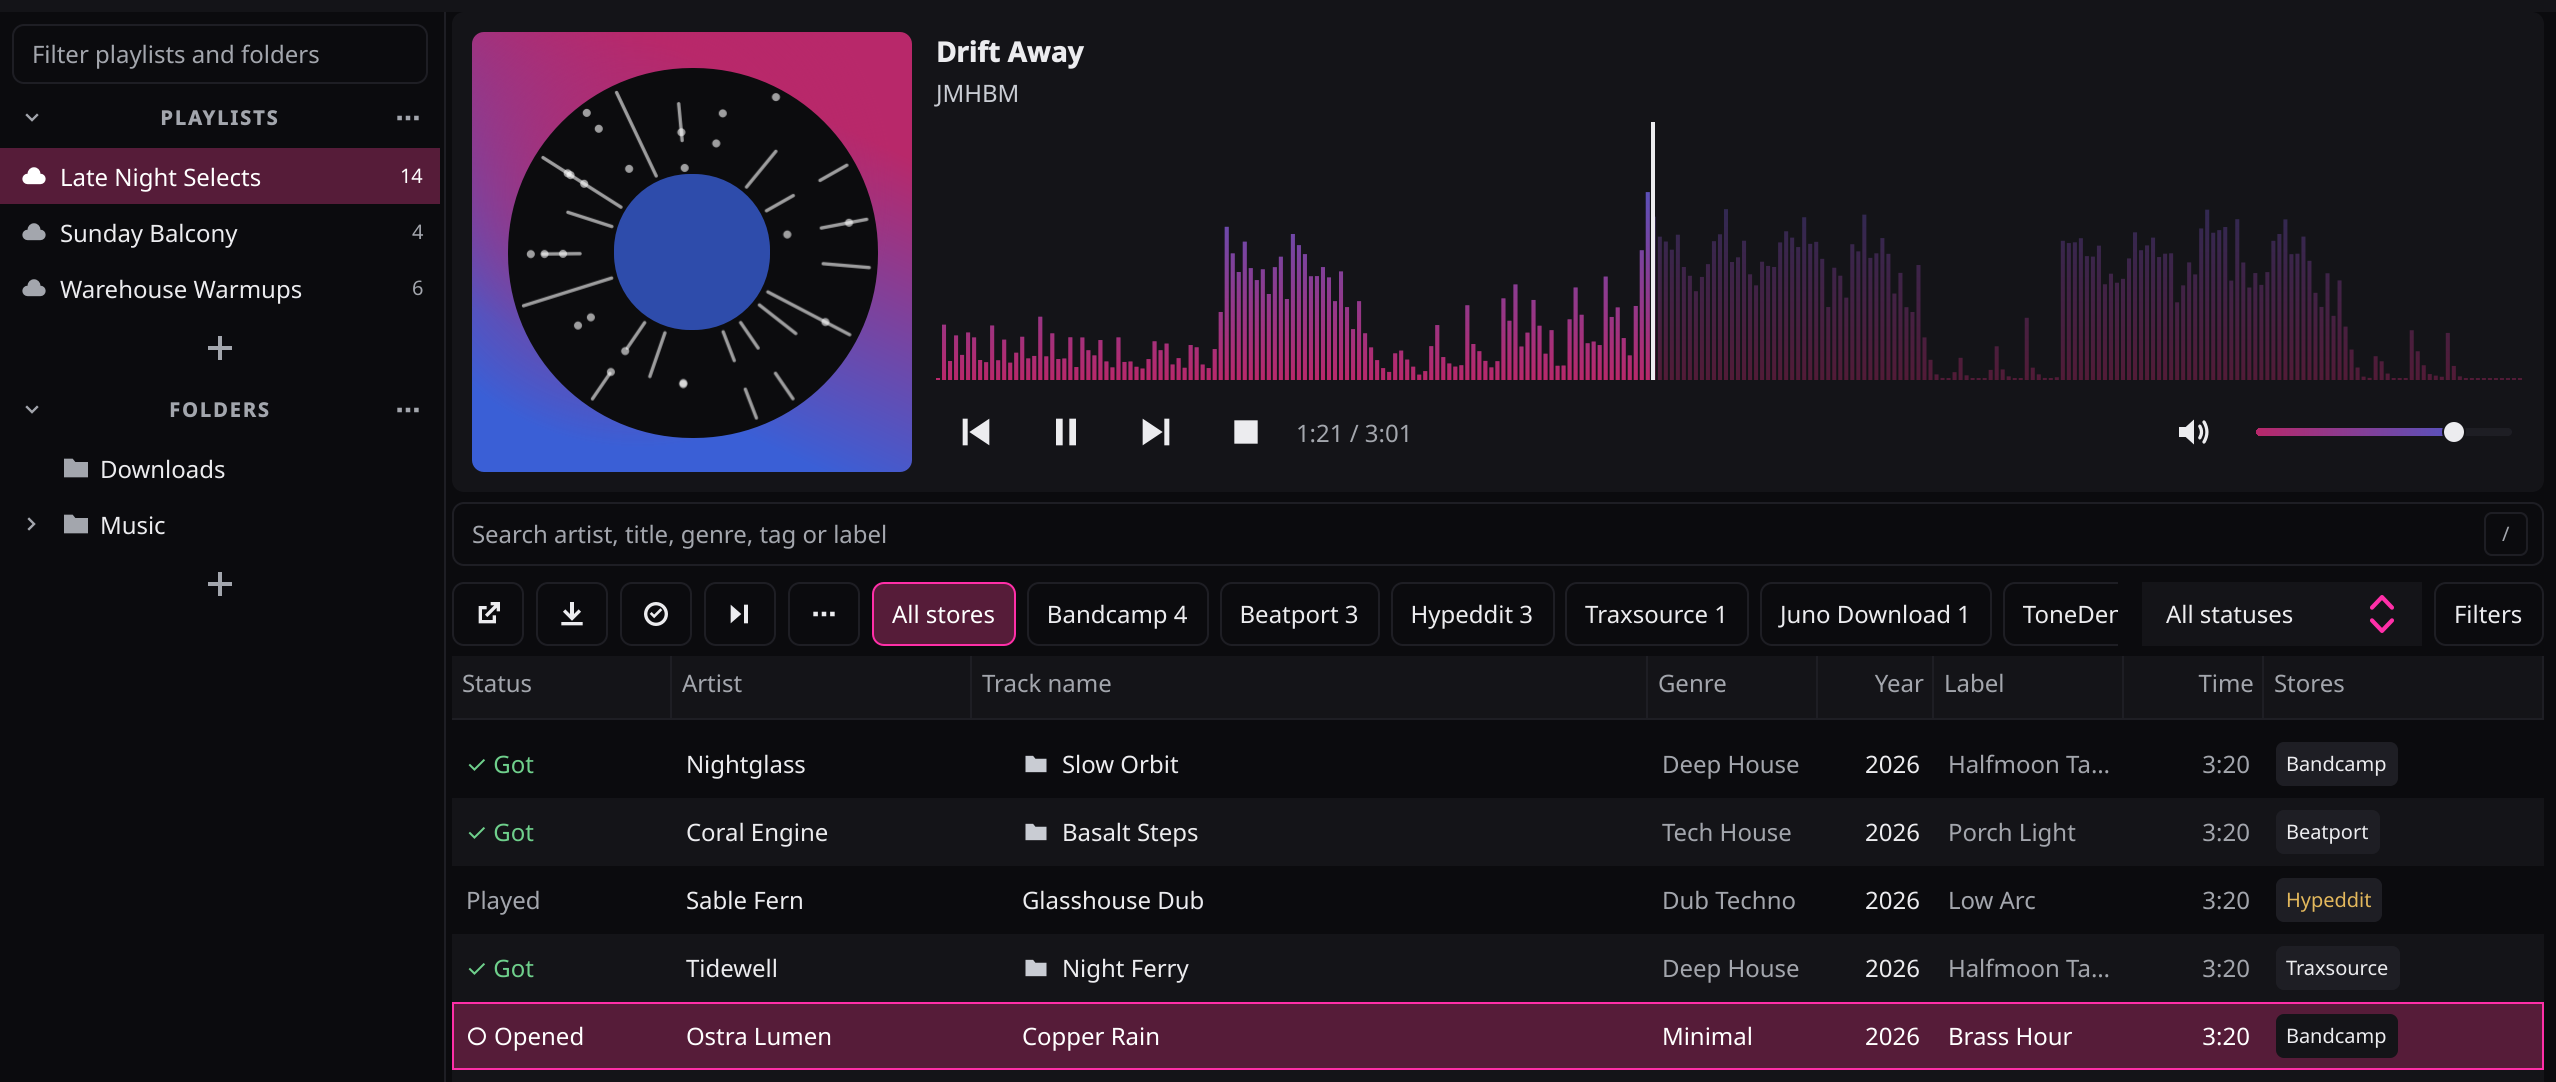 Filter playlists and folders
PLAYLISTS
Late Night Selects 14
Sunday Balcony 4
Warehouse Warmups 6
FOLDERS
Downloads
Music
Drift Away
JMHBM
1:21 / 3:01
Search artist, title, genre, tag or label /
All stores Bandcamp 4 Beatport 3 Hypeddit 3 Traxsource 1 Juno Download 1 ToneDer All statuses Filters
Status Artist Track name Genre Year Label Time Stores
Got Nightglass Slow Orbit Deep House 2026 Halfmoon Ta... 3:20 Bandcamp
Got Coral Engine Basalt Steps Tech House 2026 Porch Light 3:20 Beatport
Played Sable Fern Glasshouse Dub Dub Techno 2026 Low Arc 3:20 Hypeddit
Got Tidewell Night Ferry Deep House 2026 Halfmoon Ta... 3:20 Traxsource
Opened Ostra Lumen Copper Rain Minimal 2026 Brass Hour 3:20 Bandcamp